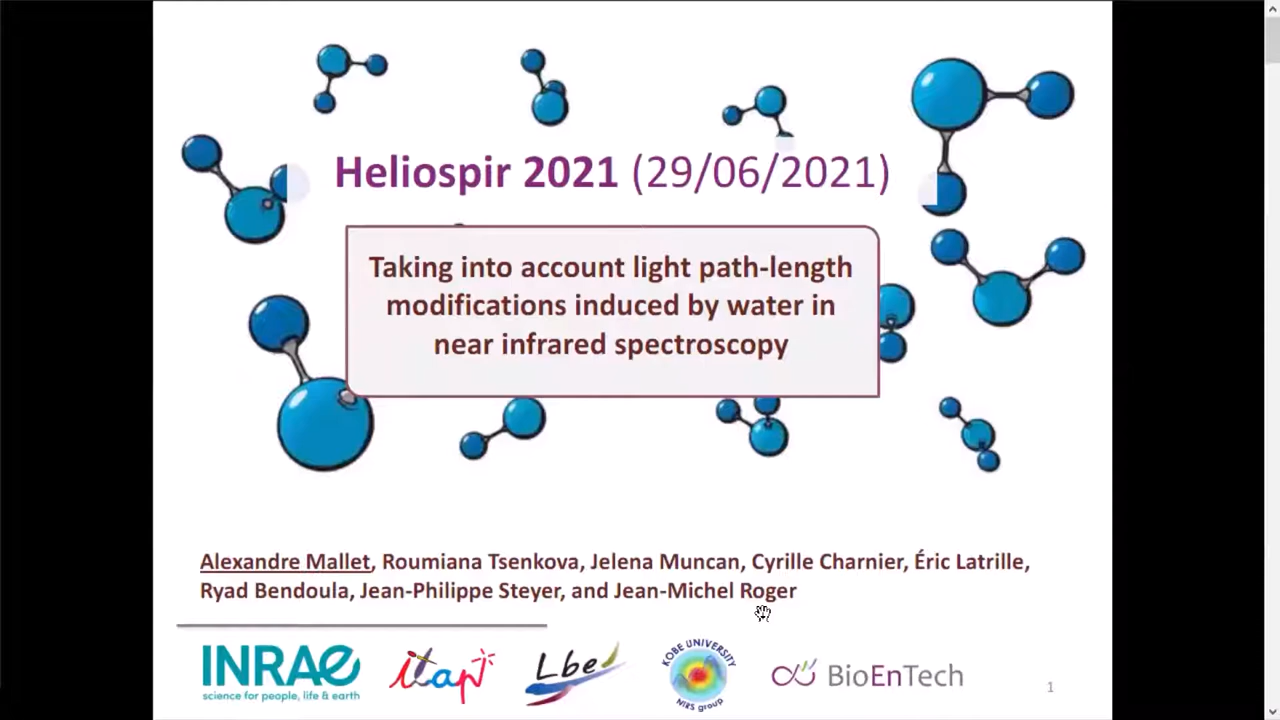 Heliospir 2021 (29/06/2021)
Taking into account light path-length
modifications induced by water in
near infrared spectroscopy
Alexandre Mallet, Roumiana Tsenkova, Jelena Muncan, Cyrille Charnier, Éric Latrille,
Ryad Bendoula, Jean-Philippe Steyer, and Jean-Michel Roger
INRAE
science for people, life & earth
itap
Lbe
KOBE UNIVERSITY
NIRS group
BioEnTech
1